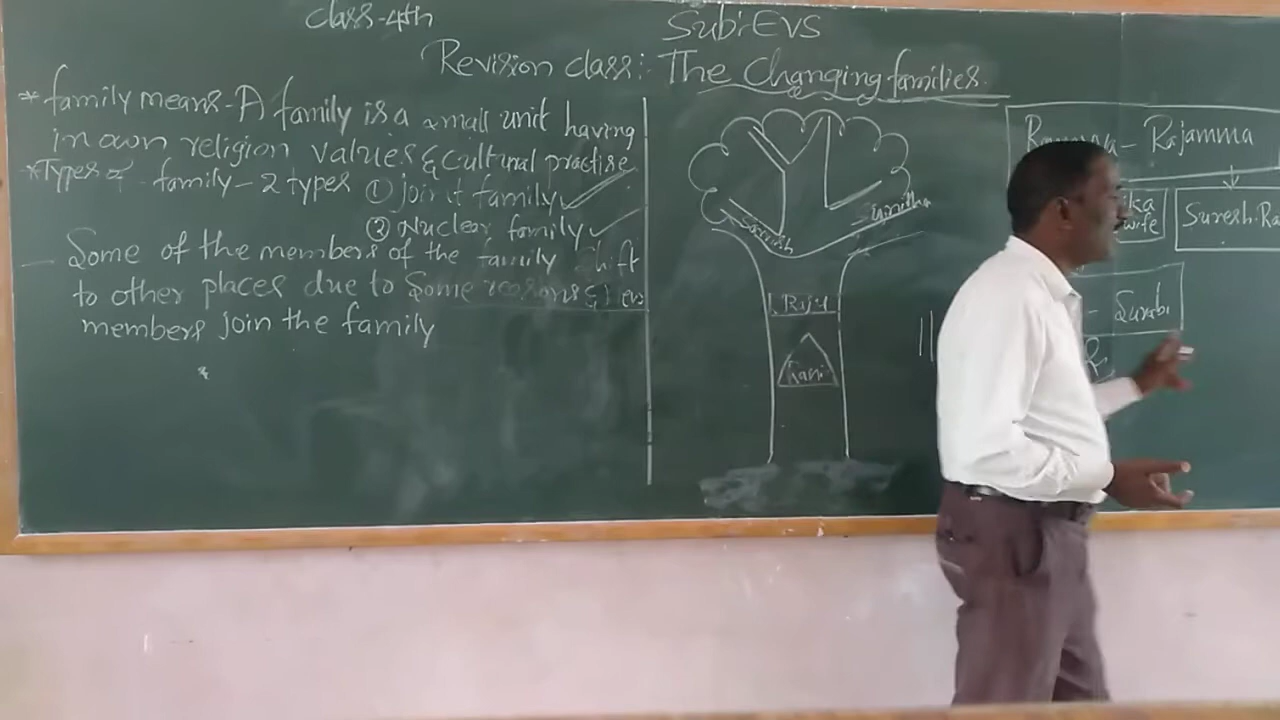 Class-4th
Sub:EVS
Revision class: The Changing families.
* family means - A family is a small unit having
in own religion values & cultural practise
* Types of family - 2 types ① joint family
② Nuclear family
- Some of the members of the family shift
to other places due to some reasons &
members join the family
Sunitha
Raju
Rani
Rajamma
wife
Suresh.Ra
- Surabi